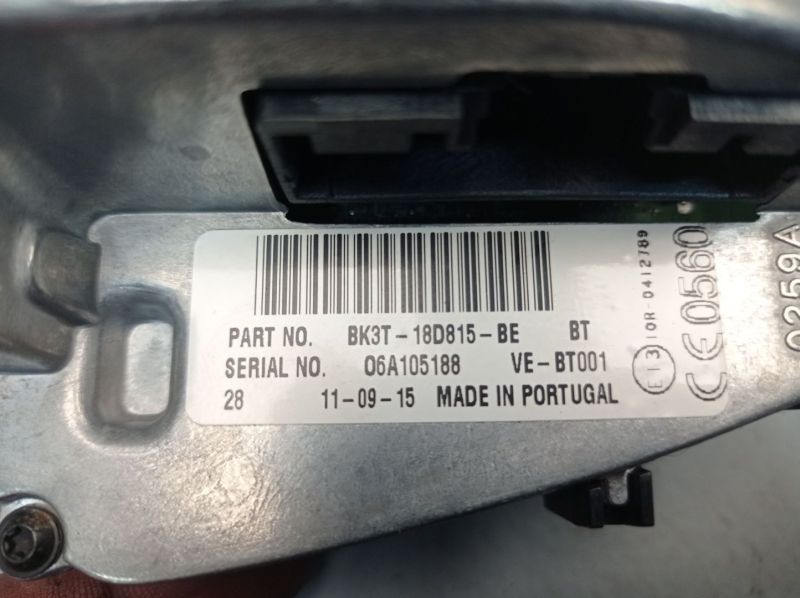 PART NO. BK3T-18D815-BE BT
SERIAL NO. 06A105188 VE-BT001
28 11-09-15 MADE IN PORTUGAL
E13 10R-0412789
CE0560
0259A